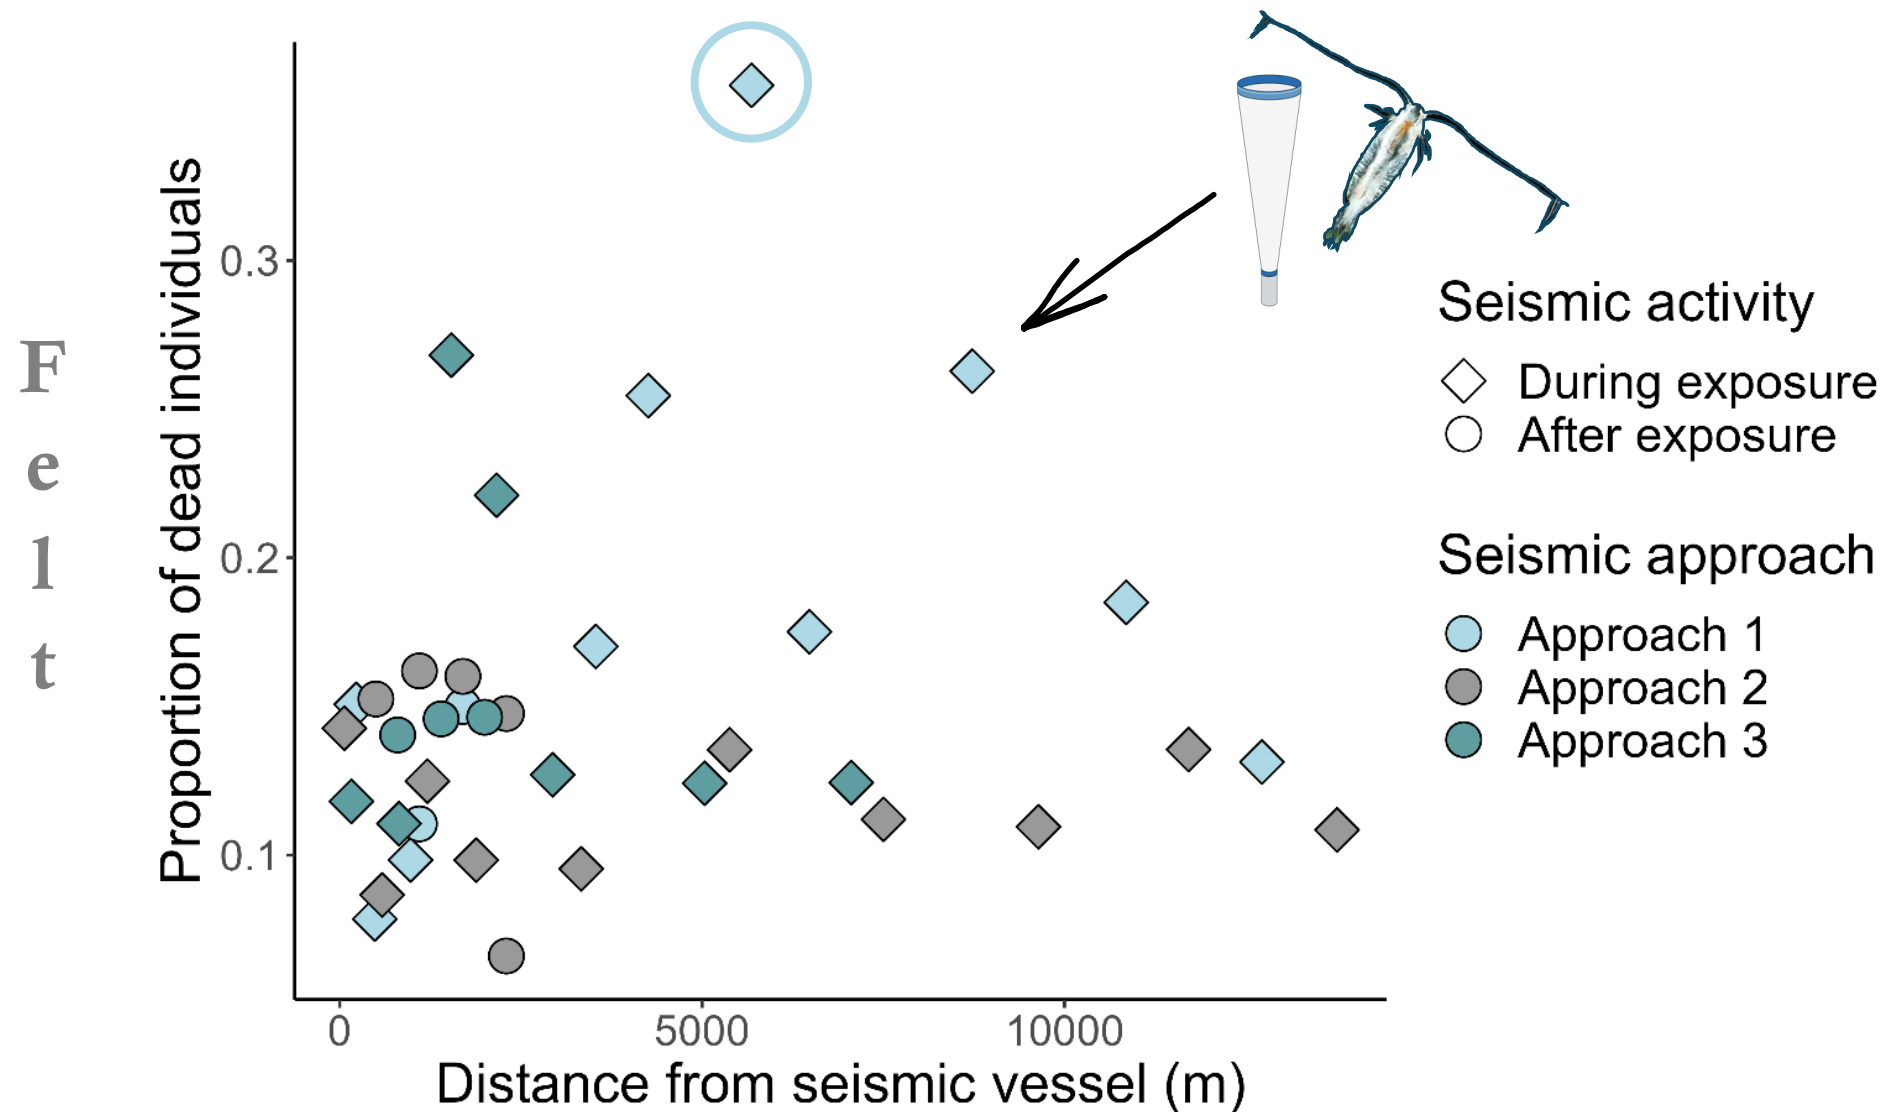 F
e
l
t
Proportion of dead individuals
0.3
0.2
0.1
0
5000
10000
Distance from seismic vessel (m)
Seismic activity
During exposure
After exposure
Seismic approach
Approach 1
Approach 2
Approach 3